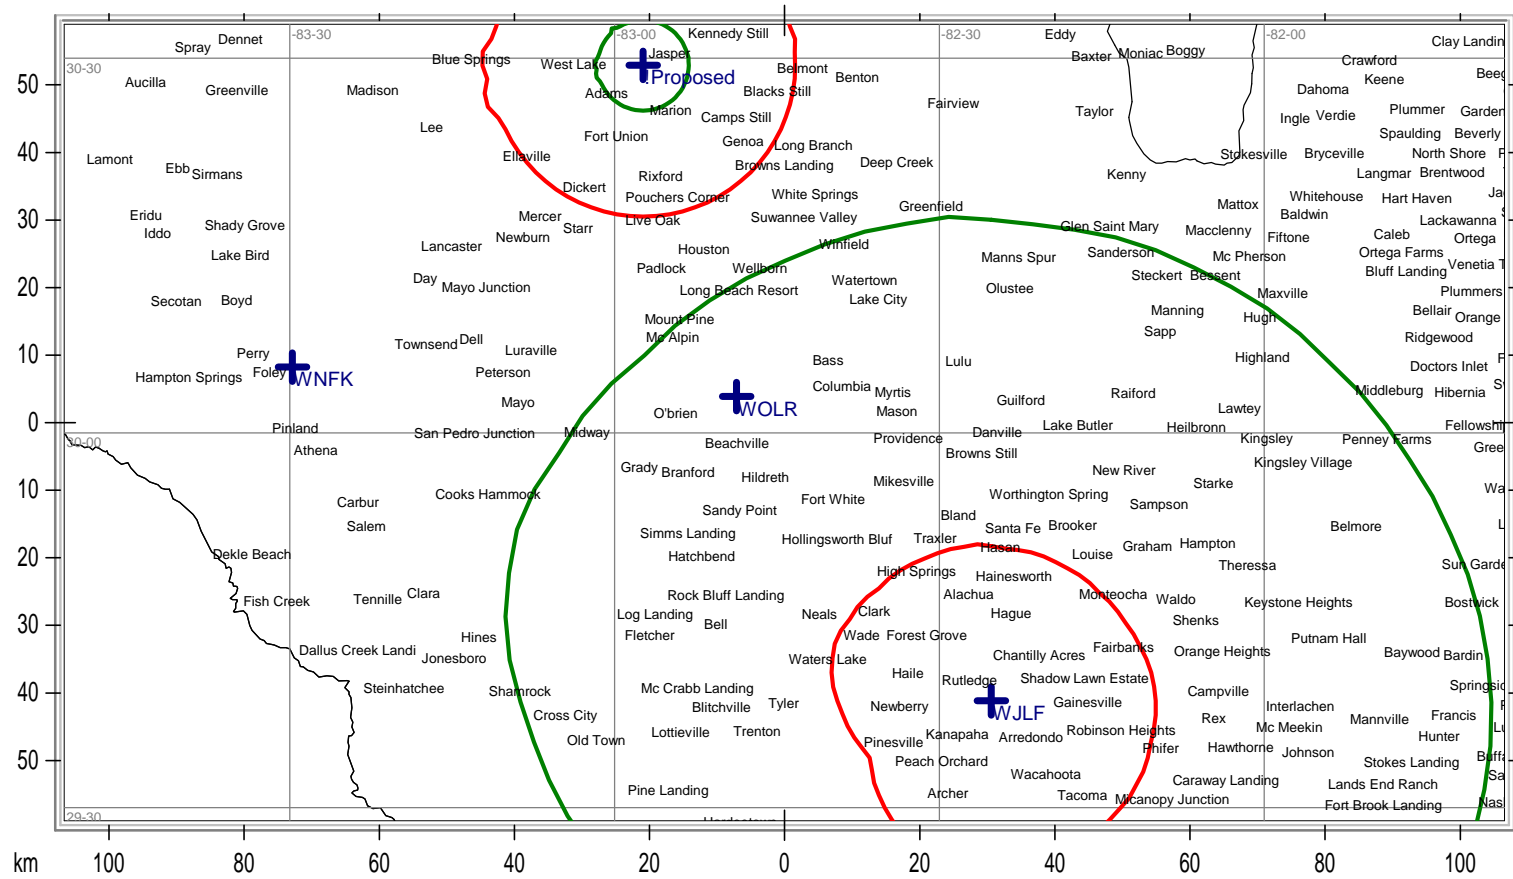 Dennet
Spray
-83-30
Blue Springs
-83-00
Kennedy Still
Jasper
West Lake
Proposed
-82-30
Eddy
Baxter
Moniac
Boggy
-82-00
Clay Landin
Crawford
30-30
Aucilla
Greenville
Madison
Adams
Marion
Belmont
Benton
Blacks Still
Camps Still
Fairview
Taylor
Keene
Dahoma
Ingle
Verdie
Plummer
Garden
Lee
Fort Union
Genoa
Long Branch
Spaulding
Beverly
Lamont
Ebb
Sirmans
Ellaville
Dickert
Rixford
Browns Landing
Deep Creek
Stokesville
Bryceville
North Shore
Kenny
Langmar
Brentwood
Pouchers Corner
White Springs
Greenfield
Mattox
Whitehouse
Hart Haven
Baldwin
Eridu
Iddo
Shady Grove
Mercer
Starr
Newburn
Live Oak
Suwannee Valley
Glen Saint Mary
Macclenny
Fiftone
Lackawanna
Caleb
Ortega
Lake Bird
Lancaster
Houston
Winfield
Manns Spur
Sanderson
Mc Pherson
Ortega Farms
Bluff Landing
Venetia T
Day
Mayo Junction
Padlock
Wellborn
Watertown
Olustee
Steckert
Bessent
Secotan
Boyd
Long Beach Resort
Lake City
Maxville
Plummers
Mount Pine
Mc Alpin
Manning
Sapp
Hugh
Bellair
Orange
Ridgewood
Perry
Townsend
Dell
Luraville
Bass
Lulu
Highland
Doctors Inlet
Hampton Springs
Foley
WNFK
Peterson
Columbia
Myrtis
Mason
Middleburg
Hibernia
Mayo
O'brien
WOLR
Guilford
Raiford
Lawtey
Pinland
San Pedro Junction
Midway
Lake Butler
Heilbronn
Fellowshi
30-00
Athena
Beachville
Providence
Danville
Browns Still
Kingsley
Penney Farms
Gree
Kingsley Village
Grady
Branford
Hildreth
Mikesville
New River
Starke
Wa
Carbur
Salem
Cooks Hammock
Fort White
Worthington Spring
Sampson
Sandy Point
Bland
Santa Fe
Brooker
Belmore
Dekle Beach
Simms Landing
Hatchbend
Hollingsworth Bluf
Traxler
Hasan
Louise
Graham
Hampton
Theressa
Sun Garde
High Springs
Hainesworth
Fish Creek
Tennille
Clara
Rock Bluff Landing
Alachua
Monteocha
Waldo
Keystone Heights
Bostwick
Log Landing
Bell
Neals
Clark
Hague
Shenks
Fletcher
Wade
Forest Grove
Putnam Hall
Hines
Dallus Creek Landi
Jonesboro
Waters Lake
Chantilly Acres
Fairbanks
Orange Heights
Baywood
Bardin
Haile
Rutledge
Shadow Lawn Estate
Steinhatchee
Shamrock
Mc Crabb Landing
Blitchville
Tyler
Newberry
WJLF
Gainesville
Campville
Springsid
Interlachen
Cross City
Rex
Mc Meekin
Mannville
Francis
Hunter
Old Town
Lottieville
Trenton
Pinesville
Kanapaha
Arredondo
Robinson Heights
Phifer
Hawthorne
Johnson
Buffa
Peach Orchard
Wacahoota
Stokes Landing
Pine Landing
Archer
Tacoma
Caraway Landing
Micanopy Junction
Lands End Ranch
Fort Brook Landing
Nas
29-30
50
40
30
20
10
0
10
20
30
40
50
km
100
80
60
40
20
0
20
40
60
80
100